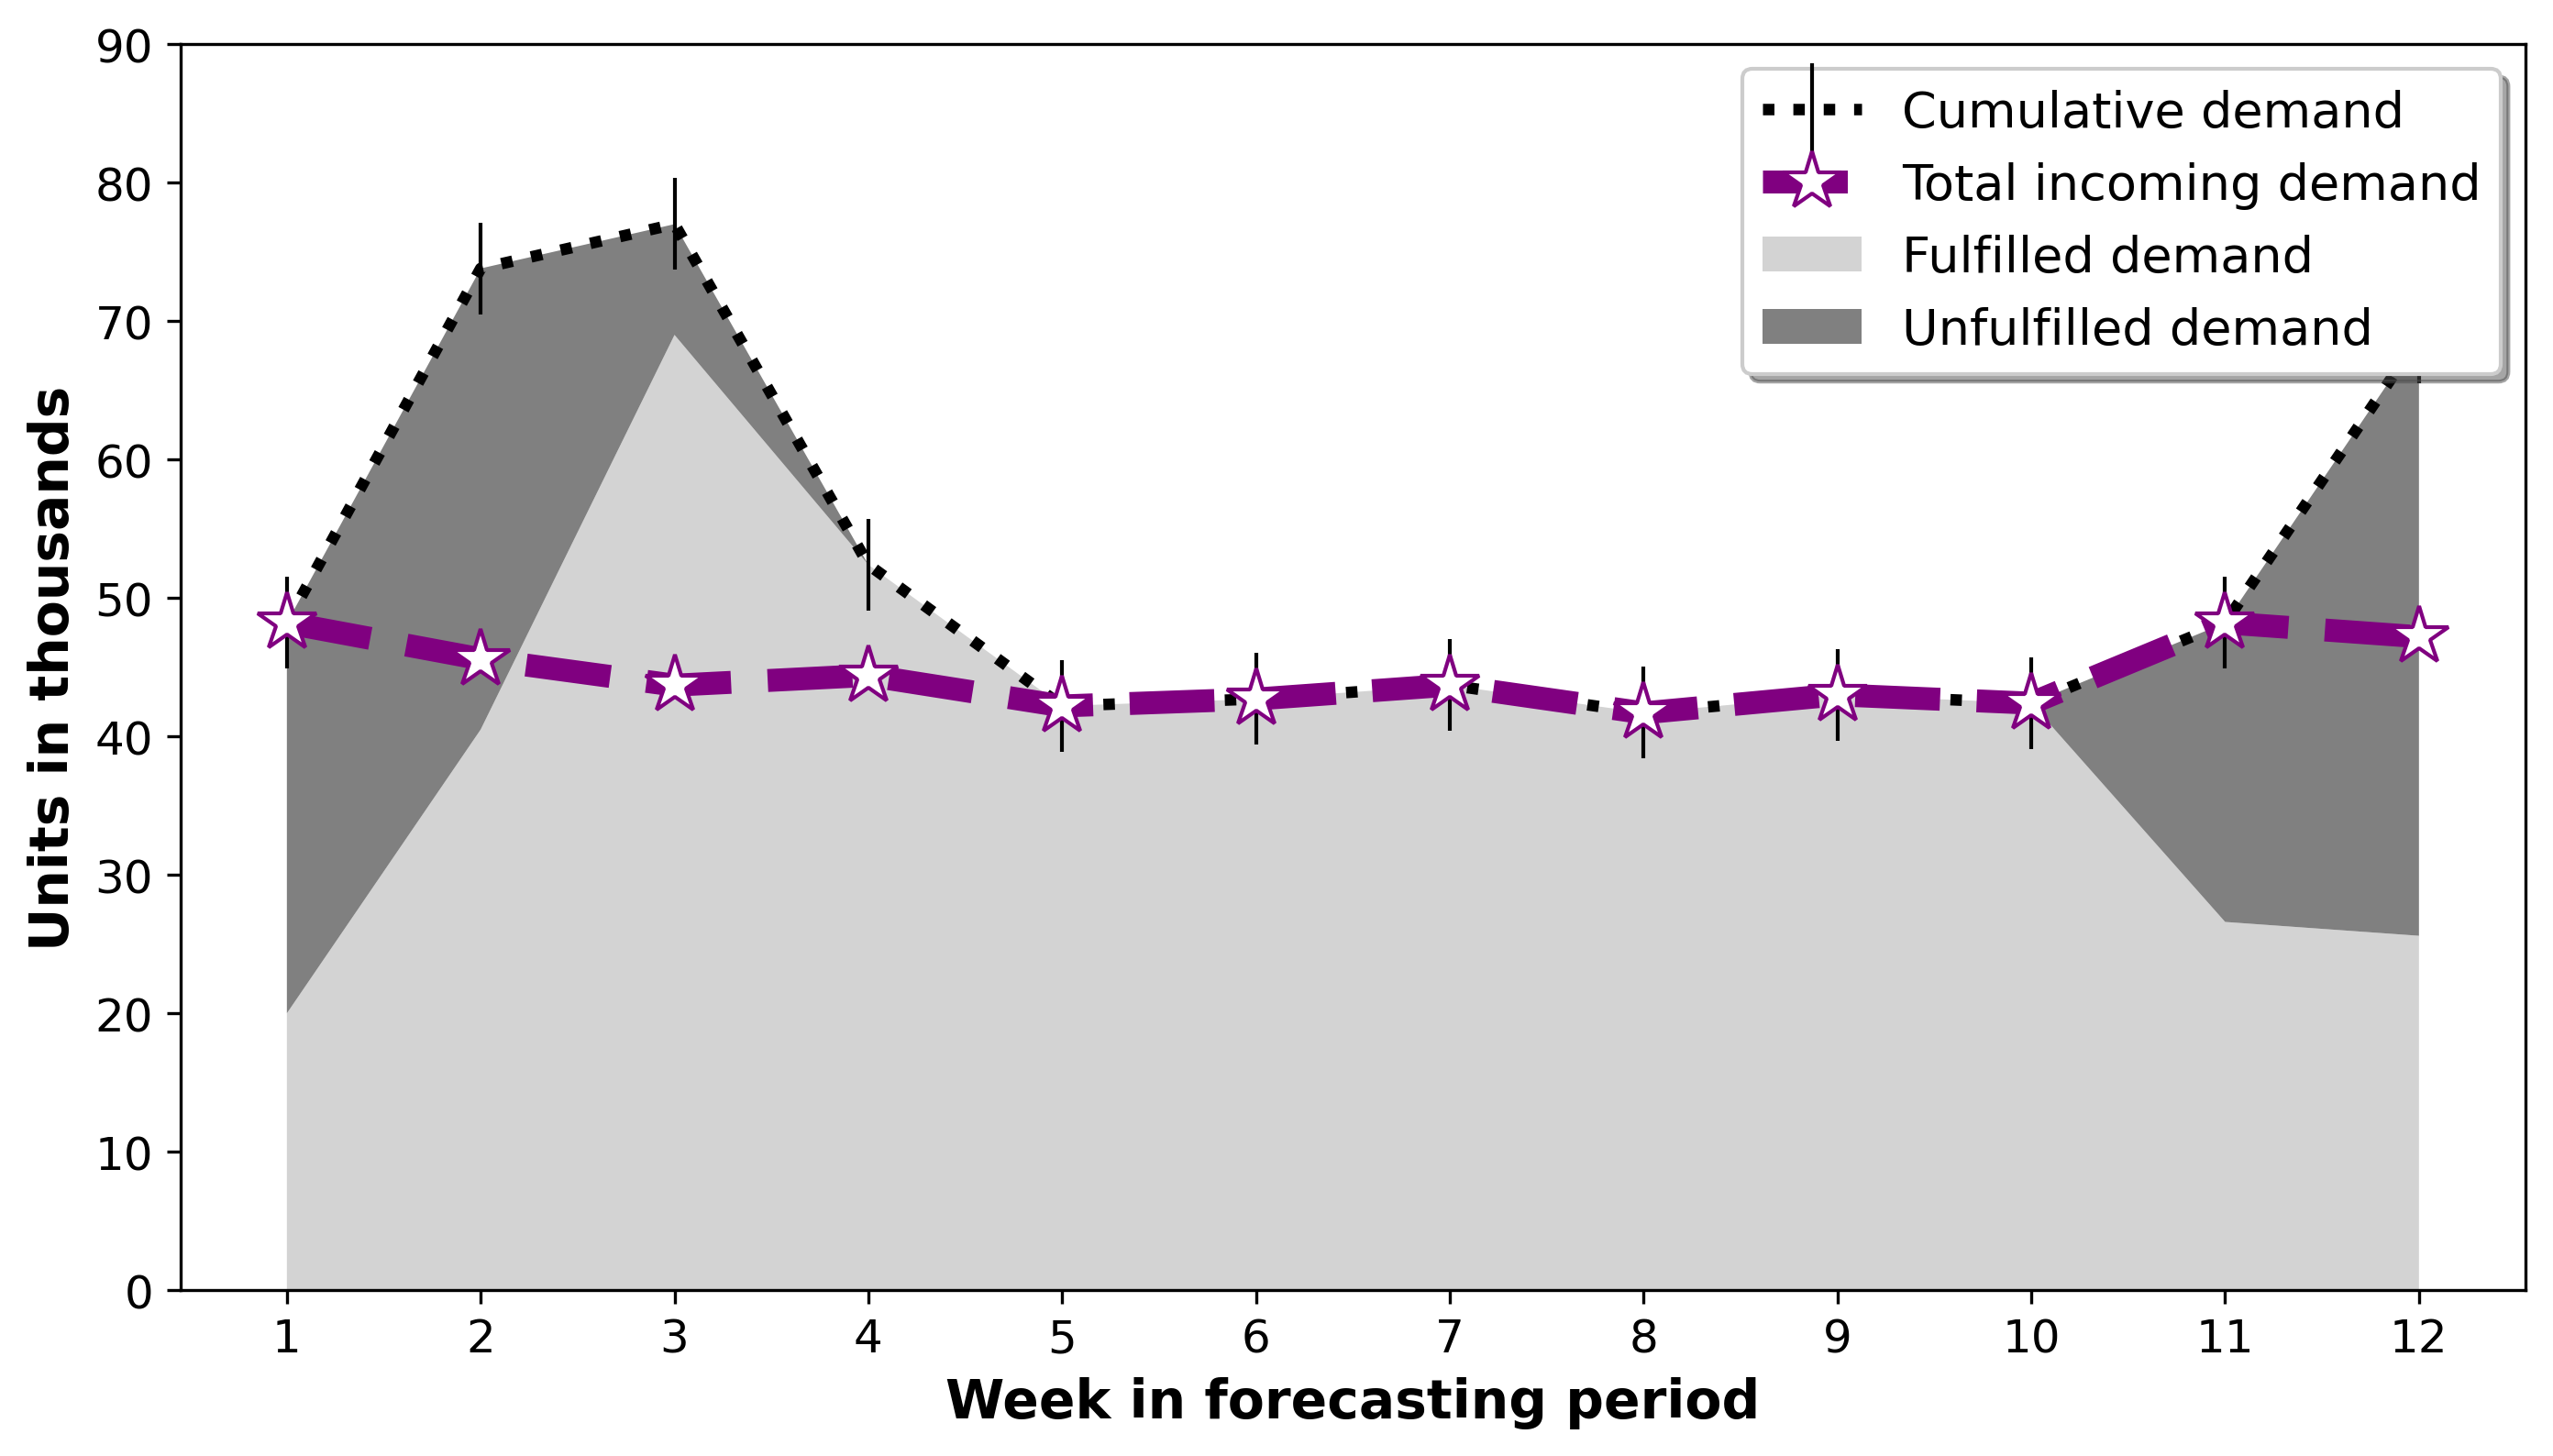 90
80
70
60
50
40
30
20
10
0
Units in thousands
Cumulative demand
Total incoming demand
Fulfilled demand
Unfulfilled demand
1 2 3 4 5 6 7 8 9 10 11 12
Week in forecasting period